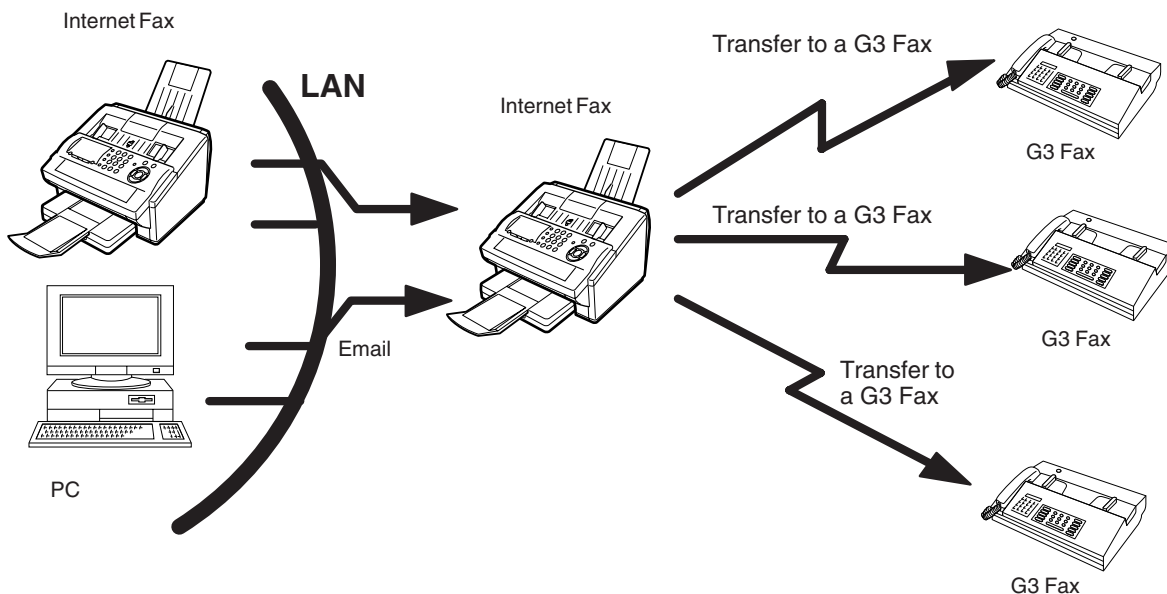 Internet Fax
LAN
Internet Fax
Email
PC
Transfer to a G3 Fax
G3 Fax
Transfer to a G3 Fax
G3 Fax
Transfer to
a G3 Fax
G3 Fax